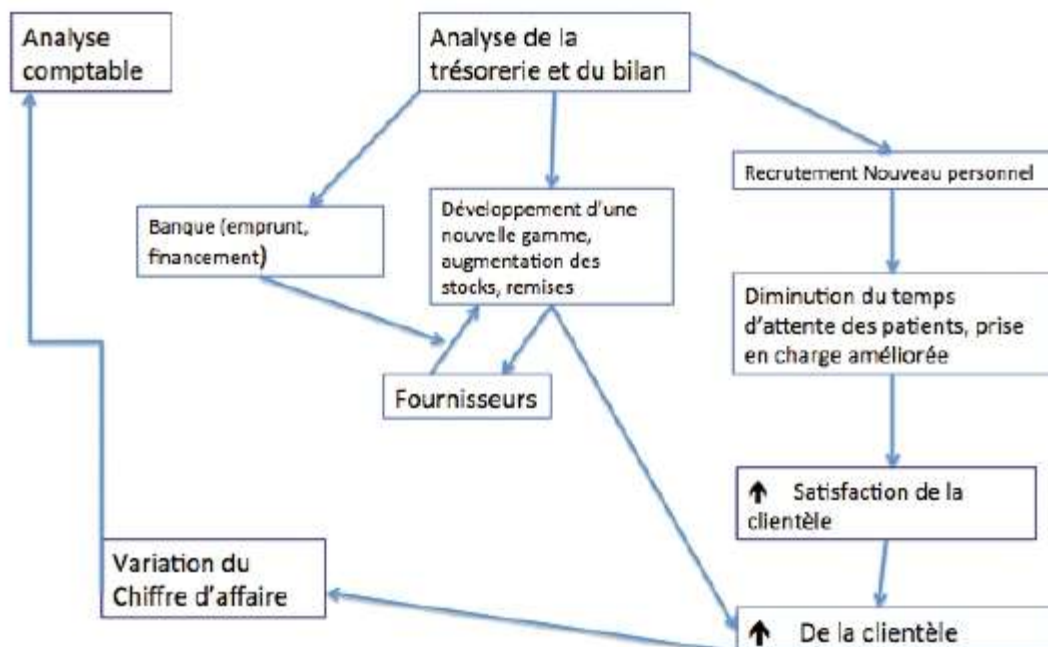 Analyse
comptable
Analyse de la
trésorerie et du bilan
Recrutement Nouveau personnel
Banque (emprunt,
financement)
Développement d'une
nouvelle gamme,
augmentation des
stocks, remises
Diminution du temps
d'attente des patients, prise
en charge améliorée
Fournisseurs
↑ Satisfaction de la
clientèle
Variation du
Chiffre d'affaire
↑ De la clientèle